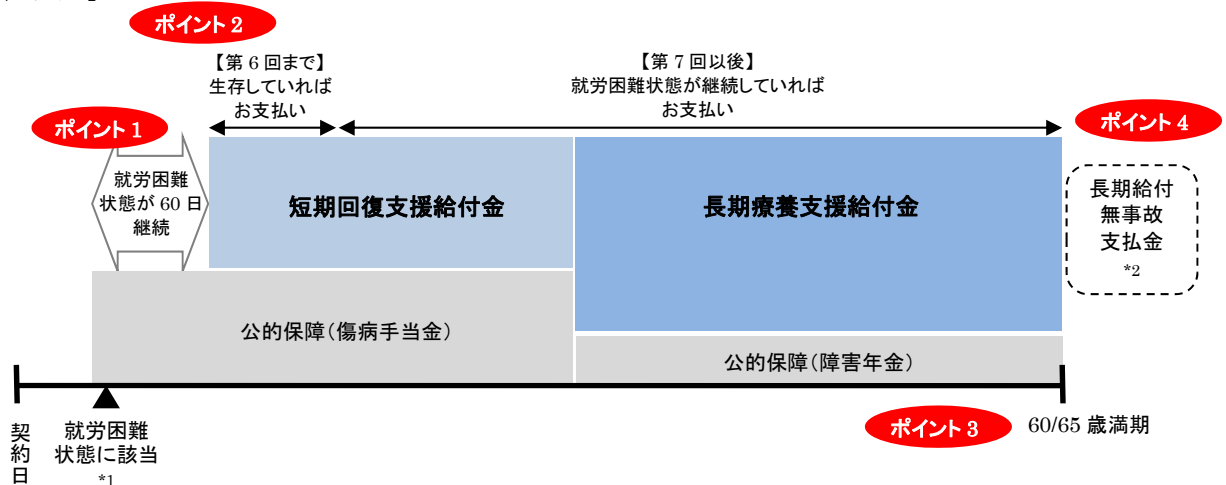 ポイント 2
【第 6 回まで】
生存していれば
お支払い
【第 7 回以後】
就労困難状態が継続していれば
お支払い
ポイント 1
ポイント 4
就労困難
状態が 60 日
継続
短期回復支援給付金
長期療養支援給付金
長期給付
無事故
支払金
*2
公的保障（傷病手当金）
公的保障（障害年金）
ポイント 3
60/65 歳満期
契約日
就労困難
状態に該当
*1